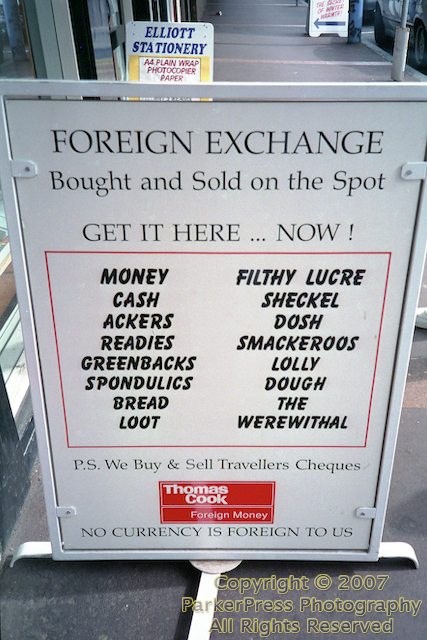 ELLIOTT
STATIONERY
A4 PLAIN WRAP
PHOTOCOPIER
PAPER
FOREIGN EXCHANGE
Bought and Sold on the Spot
GET IT HERE ... NOW !
MONEY
CASH
ACKERS
READIES
GREENBACKS
SPONDULICS
BREAD
LOOT
FILTHY LUCRE
SHECKEL
DOSH
SMACKEROOS
LOLLY
DOUGH
THE
WEREWITHAL
P.S. We Buy & Sell Travellers Cheques
Thomas
Cook
Foreign Money
NO CURRENCY IS FOREIGN TO US
Copyright © 2007
ParkerPress Photography
All Rights Reserved